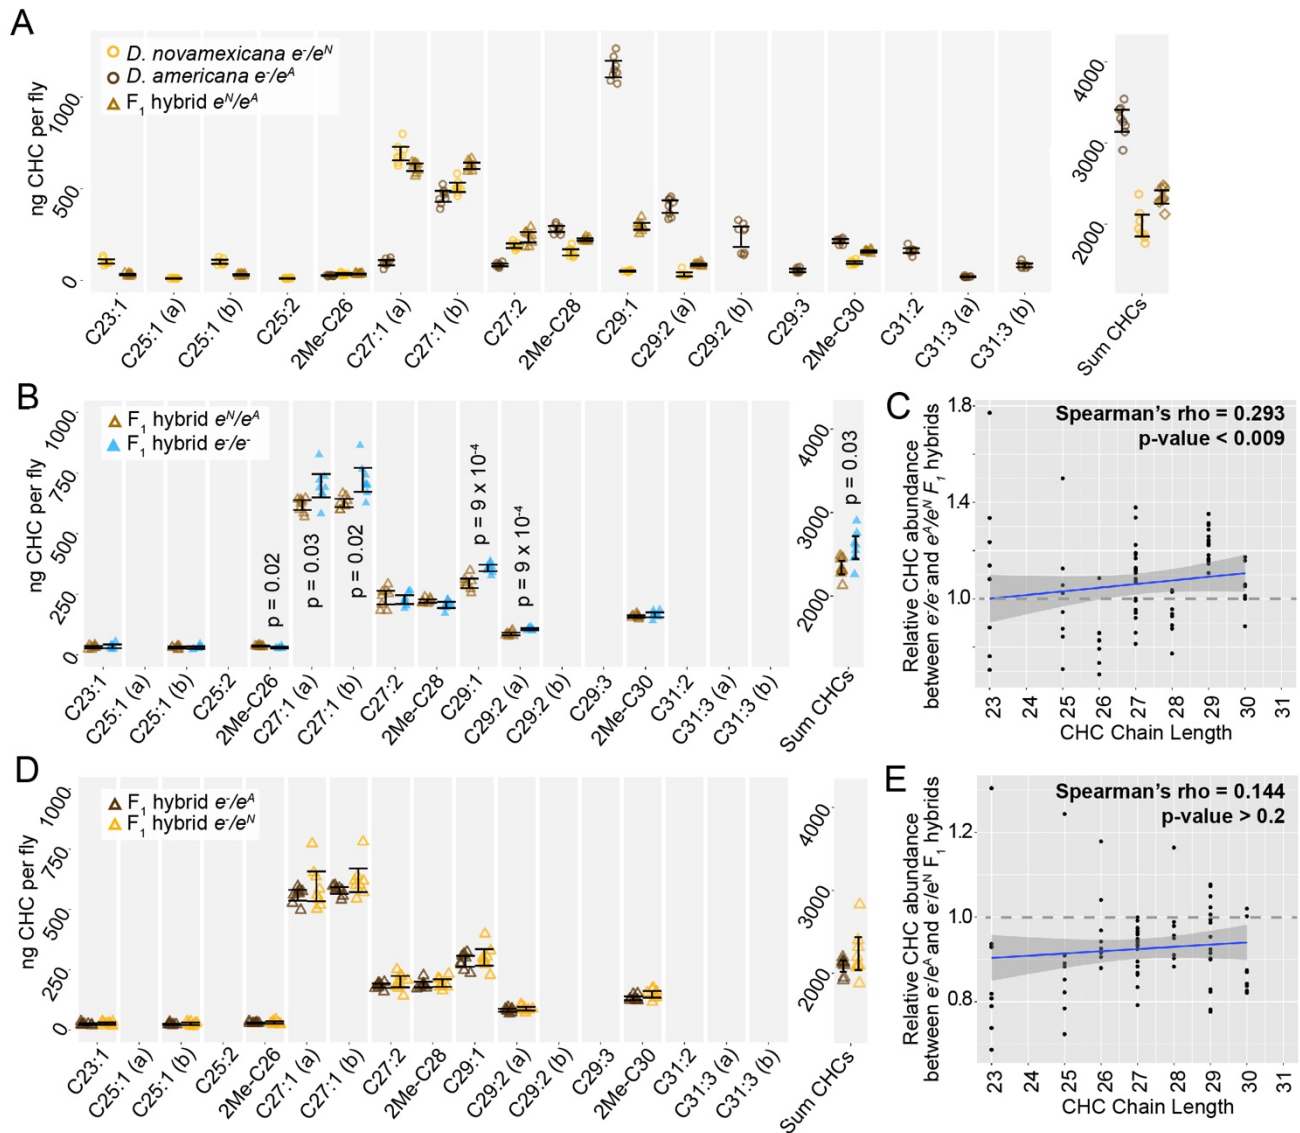 A
D. novamexicana e-/eN
D. americana e-/eA
F1 hybrid eN/eA
ng CHC per fly
1000
500
0
4000
3000
2000
C23:1
C25:1 (a)
C25:1 (b)
C25:2
2Me-C26
C27:1 (a)
C27:1 (b)
C27:2
2Me-C28
C29:1
C29:2 (a)
C29:2 (b)
C29:3
2Me-C30
C31:2
C31:3 (a)
C31:3 (b)
Sum CHCs
B
F1 hybrid eN/eA
F1 hybrid e-/e-
ng CHC per fly
1000
750
500
250
0
p = 0.02
p = 0.03
p = 0.02
p = 9 x 10-4
p = 9 x 10-4
p = 0.03
4000
3000
2000
C23:1
C25:1 (a)
C25:1 (b)
C25:2
2Me-C26
C27:1 (a)
C27:1 (b)
C27:2
2Me-C28
C29:1
C29:2 (a)
C29:2 (b)
C29:3
2Me-C30
C31:2
C31:3 (a)
C31:3 (b)
Sum CHCs
C
Spearman's rho = 0.293
p-value < 0.009
Relative CHC abundance
between e-/e- and eA/eN F1 hybrids
1.8
1.4
1.0
23
24
25
26
27
28
29
30
31
CHC Chain Length
D
F1 hybrid e-/eA
F1 hybrid e-/eN
ng CHC per fly
1000
750
500
250
0
4000
3000
2000
C23:1
C25:1 (a)
C25:1 (b)
C25:2
2Me-C26
C27:1 (a)
C27:1 (b)
C27:2
2Me-C28
C29:1
C29:2 (a)
C29:2 (b)
C29:3
2Me-C30
C31:2
C31:3 (a)
C31:3 (b)
Sum CHCs
E
Spearman's rho = 0.144
p-value > 0.2
Relative CHC abundance
between e-/eA and e-/eN F1 hybrids
1.2
1.0
0.8
23
24
25
26
27
28
29
30
31
CHC Chain Length